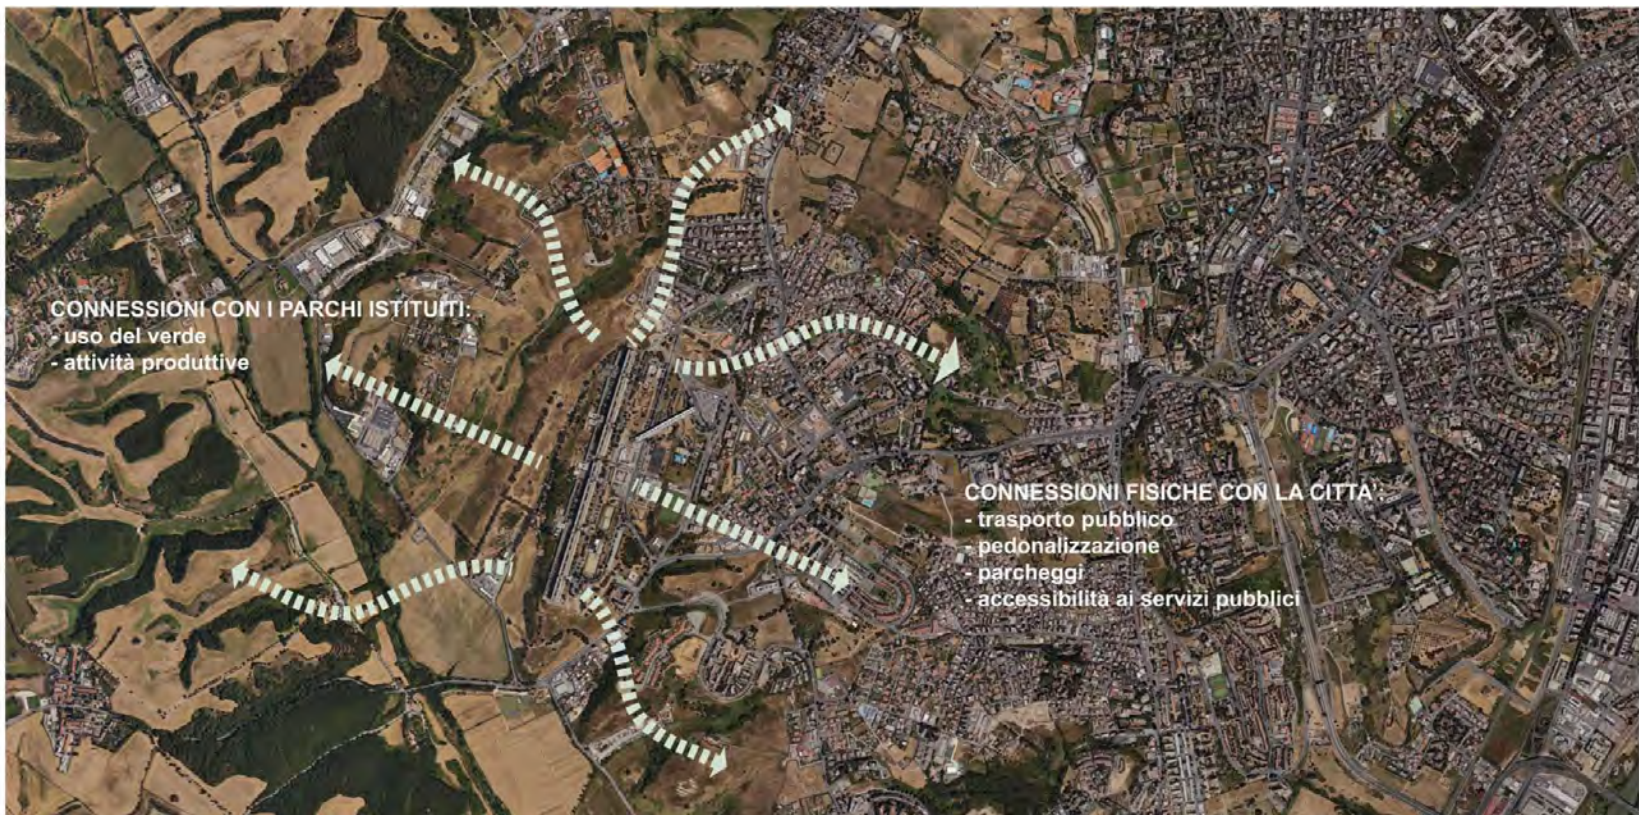 CONNESSIONI CON I PARCHI ISTITUITI:
- uso del verde
- attività produttive
CONNESSIONI FISICHE CON LA CITTA':
- trasporto pubblico
- pedonalizzazione
- parcheggi
- accessibilità ai servizi pubblici